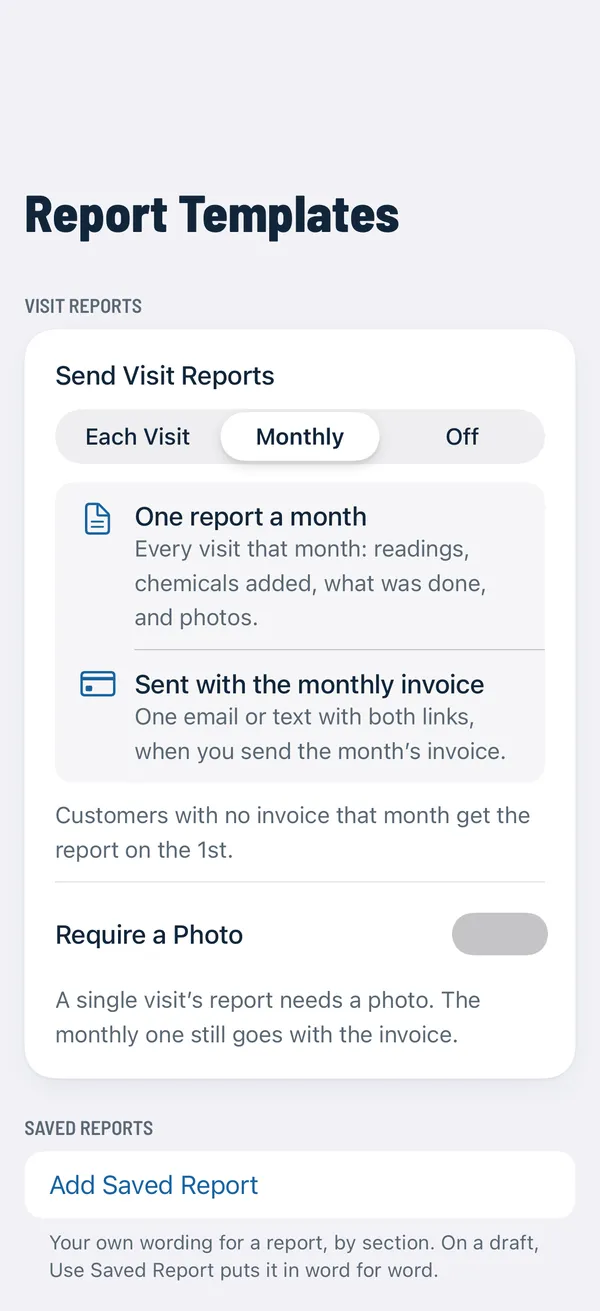 Report Templates
VISIT REPORTS
Send Visit Reports
Each Visit
Monthly
Off
One report a month
Every visit that month: readings,
chemicals added, what was done,
and photos.
Sent with the monthly invoice
One email or text with both links,
when you send the month’s invoice.
Customers with no invoice that month get the
report on the 1st.
Require a Photo
A single visit’s report needs a photo. The
monthly one still goes with the invoice.
SAVED REPORTS
Add Saved Report
Your own wording for a report, by section. On a draft,
Use Saved Report puts it in word for word.